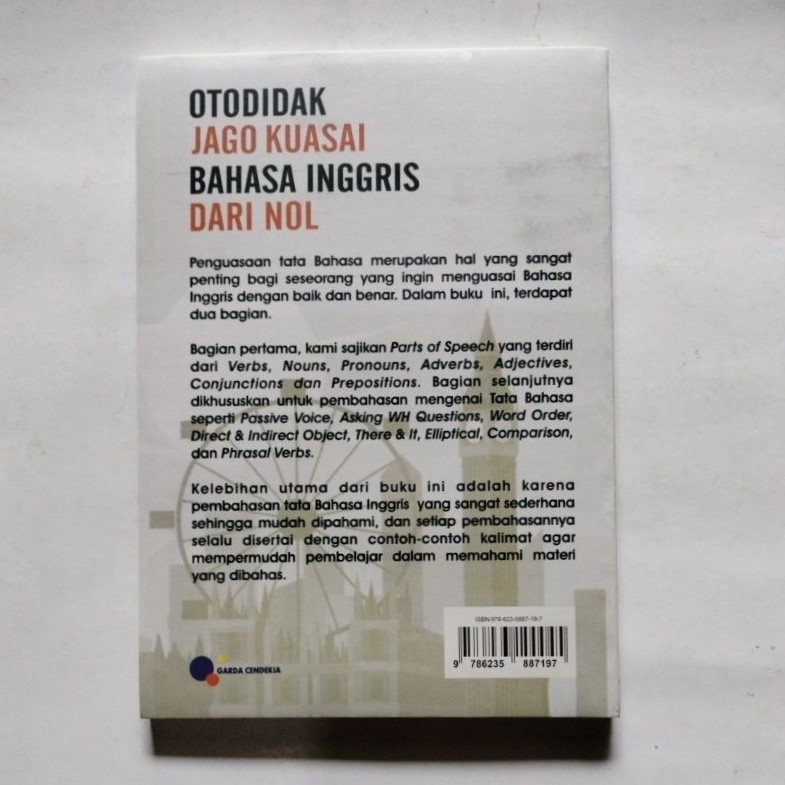 OTODIDAK
JAGO KUASAI
BAHASA INGGRIS
DARI NOL
Penguasaan tata Bahasa merupakan hal yang sangat
penting bagi seseorang yang ingin menguasai Bahasa
Inggris dengan baik dan benar. Dalam buku ini, terdapat
dua bagian.
Bagian pertama, kami sajikan Parts of Speech yang terdiri
dari Verbs, Nouns, Pronouns, Adverbs, Adjectives,
Conjunctions dan Prepositions. Bagian selanjutnya
dikhususkan untuk pembahasan mengenai Tata Bahasa
seperti Passive Voice, Asking WH Questions, Word Order,
Direct & Indirect Object, There & It, Elliptical, Comparison,
dan Phrasal Verbs.
Kelebihan utama dari buku ini adalah karena
pembahasan tata Bahasa Inggris yang sangat sederhana
sehingga mudah dipahami, dan setiap pembahasannya
selalu disertai dengan contoh-contoh kalimat agar
mempermudah pembelajar dalam memahami materi
yang dibahas.
ISBN 978-623-5887-19-7
9 786235 887197
GARDA CENDEKIA